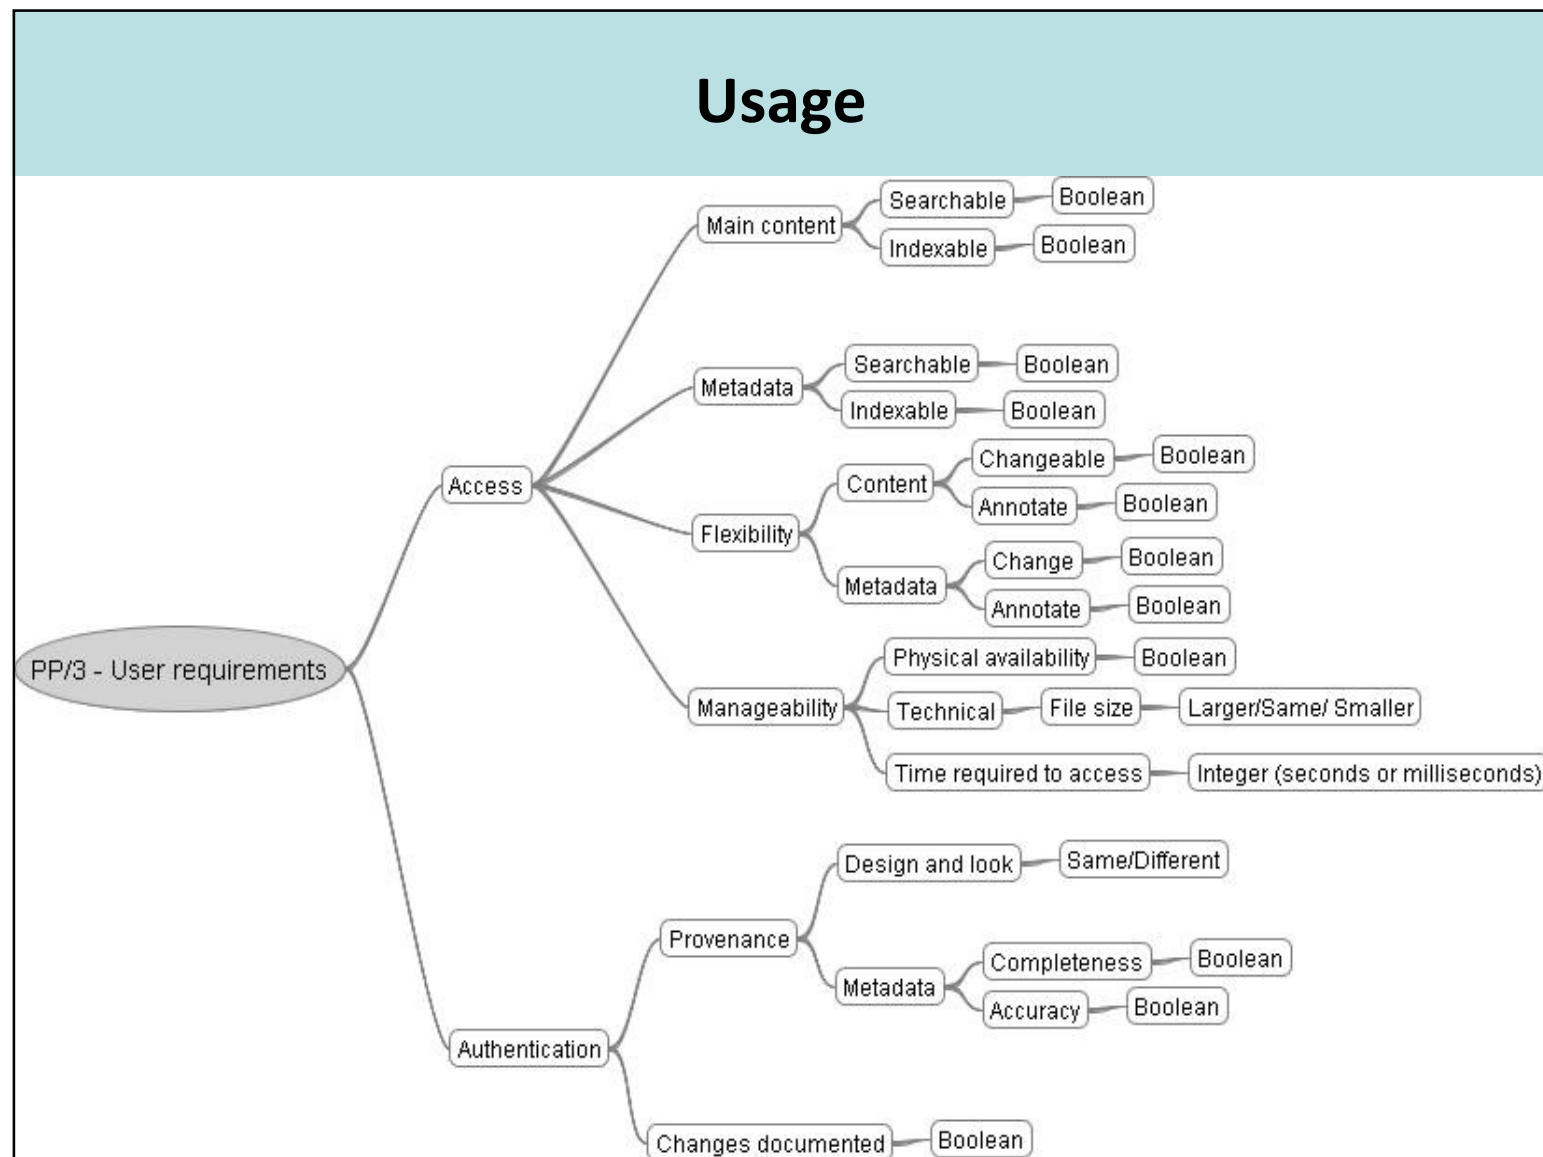 Usage
Main content
Searchable
Boolean
Indexable
Boolean
Metadata
Searchable
Boolean
Indexable
Boolean
Access
Flexibility
Content
Changeable
Boolean
Annotate
Boolean
Metadata
Change
Boolean
Annotate
Boolean
PP/3 - User requirements
Manageability
Physical availability
Boolean
Technical
File size
Larger/Same/ Smaller
Time required to access
Integer (seconds or milliseconds)
Authentication
Provenance
Design and look
Same/Different
Metadata
Completeness
Boolean
Accuracy
Boolean
Changes documented
Boolean